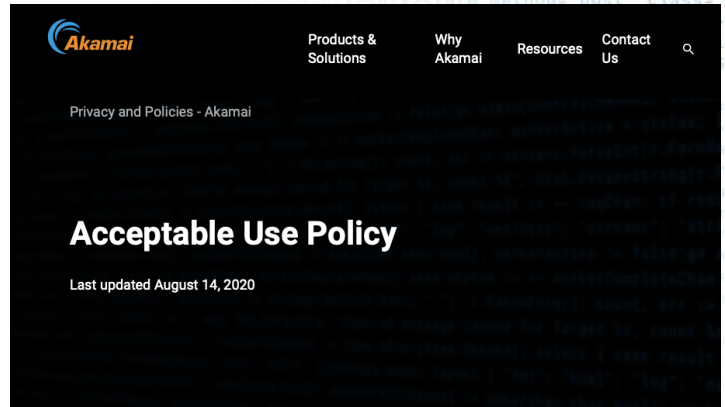 Akamai
Products &
Solutions
Why
Akamai
Resources
Contact
Us
Privacy and Policies - Akamai
Acceptable Use Policy
Last updated August 14, 2020